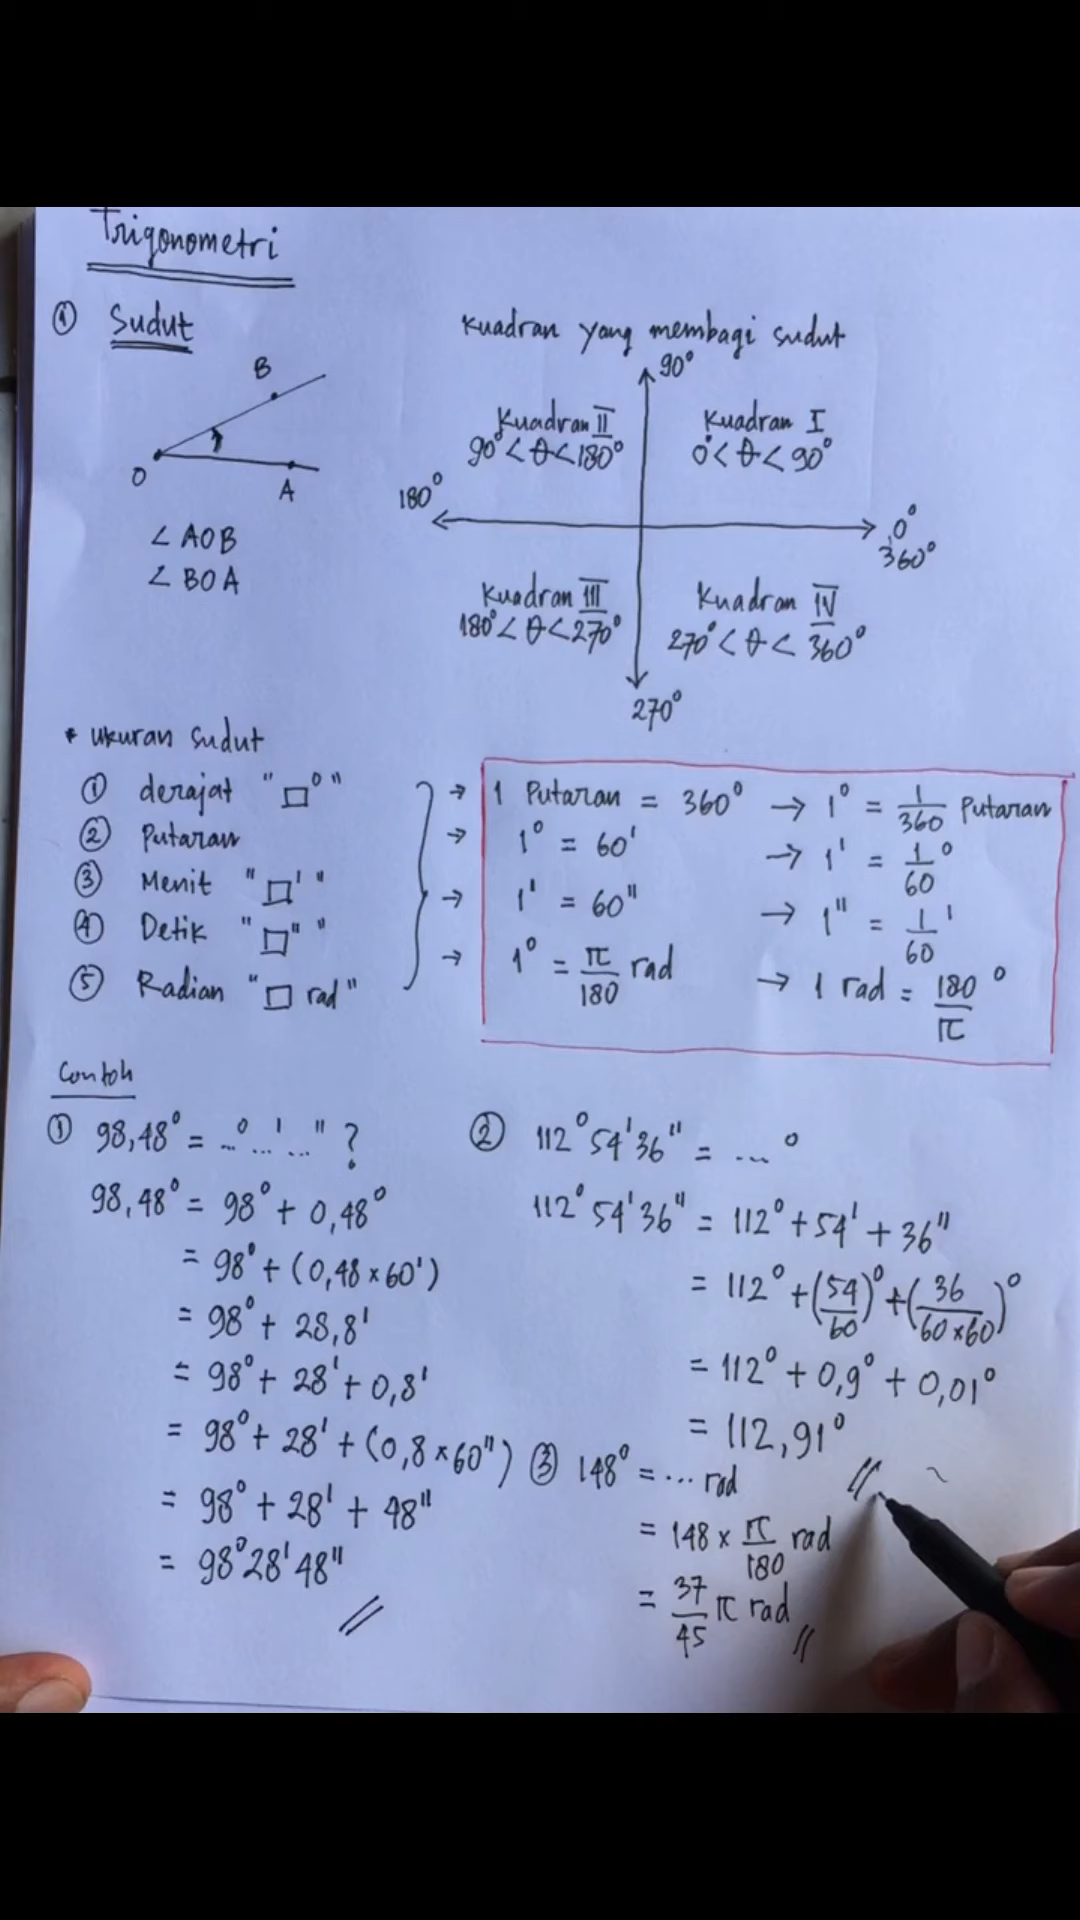 Trigonometri
① Sudut
B
O
A
∠ AOB
∠ BOA
Kuadran yang membagi sudut
90°
Kuadran II
90° < θ < 180°
Kuadran I
0° < θ < 90°
180°
0°
360°
Kuadran III
180° < θ < 270°
Kuadran IV
270° < θ < 360°
270°
* ukuran sudut
① derajat "□°"
② Putaran
③ Menit "□'"
④ Detik "□""
⑤ Radian "□ rad"
→ 1 Putaran = 360° → 1° = 1/360 Putaran
→ 1° = 60' → 1' = 1/60°
→ 1' = 60" → 1" = 1/60'
→ 1° = π/180 rad → 1 rad = 180/π°
Contoh
① 98,48° = ...° ...' ..." ?
98,48° = 98° + 0,48°
= 98° + (0,48 × 60')
= 98° + 28,8'
= 98° + 28' + 0,8'
= 98° + 28' + (0,8 × 60")
= 98° + 28' + 48"
= 98° 28' 48" //
② 112° 54' 36" = ... °
112° 54' 36" = 112° + 54' + 36"
= 112° + (54/60)° + (36/60×60)°
= 112° + 0,9° + 0,01°
= 112,91° //
③ 148° = ... rad
= 148 × π/180 rad
= 37/45 π rad //